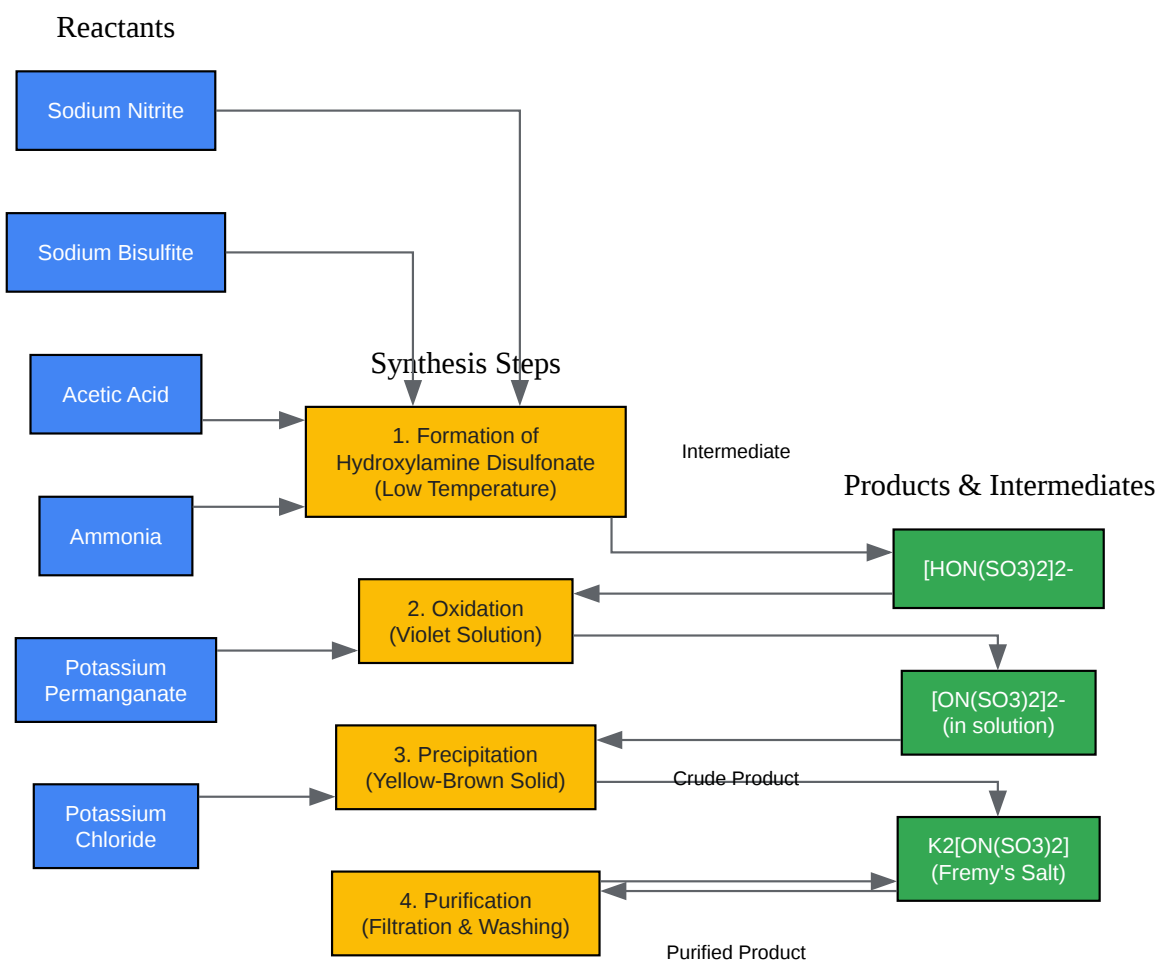 Reactants
Sodium Nitrite
Sodium Bisulfite
Acetic Acid
Ammonia
Potassium
Permanganate
Potassium
Chloride
Synthesis Steps
1. Formation of
Hydroxylamine Disulfonate
(Low Temperature)
2. Oxidation
(Violet Solution)
3. Precipitation
(Yellow-Brown Solid)
4. Purification
(Filtration & Washing)
Intermediate
Crude Product
Purified Product
Products & Intermediates
[HON(SO3)2]2-
[ON(SO3)2]2-
(in solution)
K2[ON(SO3)2]
(Fremy's Salt)